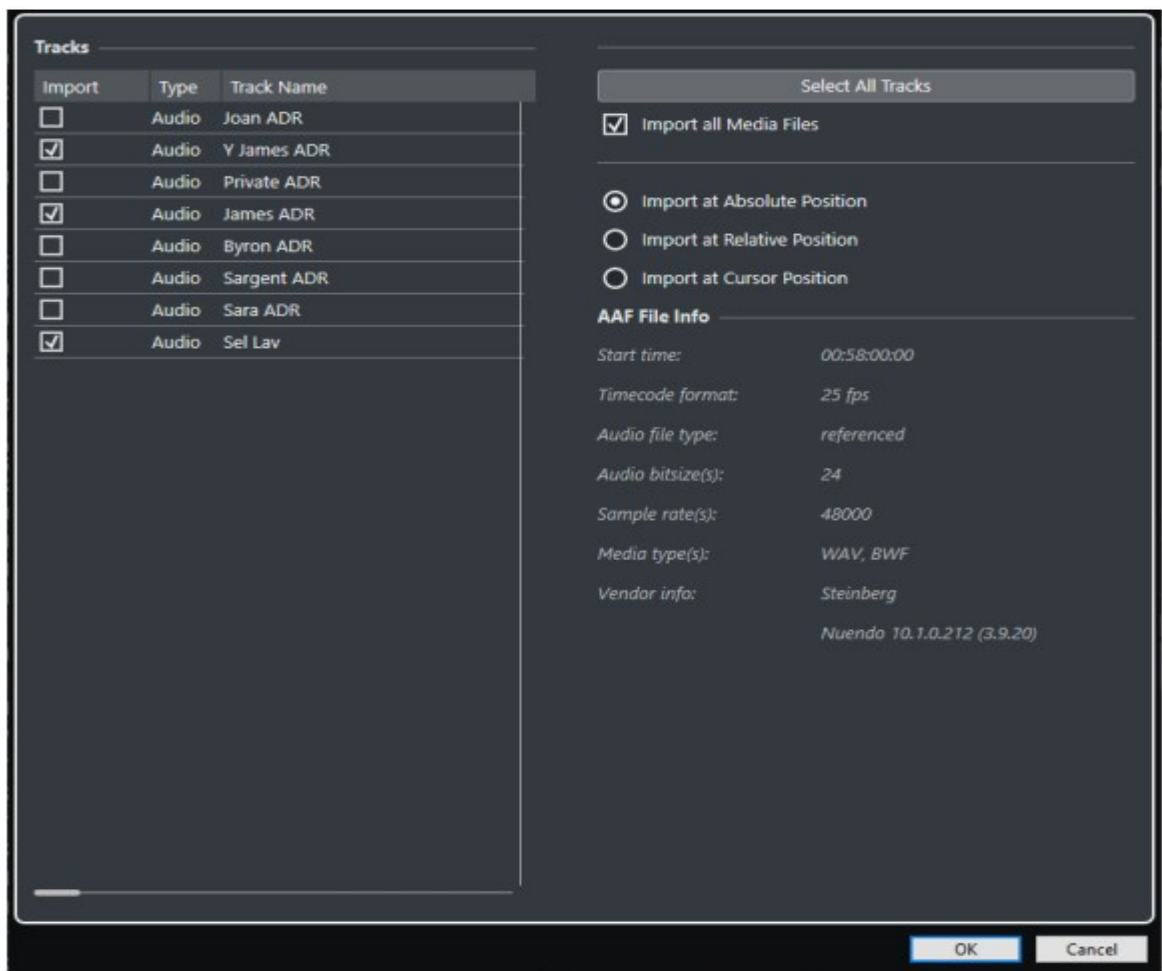 Tracks
Import Type Track Name
Audio Joan ADR
Audio Y James ADR
Audio Private ADR
Audio James ADR
Audio Byron ADR
Audio Sargent ADR
Audio Sara ADR
Audio Sel Lav
Select All Tracks
Import all Media Files
Import at Absolute Position
Import at Relative Position
Import at Cursor Position
AAF File Info
Start time: 00:58:00:00
Timecode format: 25 fps
Audio file type: referenced
Audio bitsize(s): 24
Sample rate(s): 48000
Media type(s): WAV, BWF
Vendor info: Steinberg
Nuendo 10.1.0.212 (3.9.20)
OK Cancel